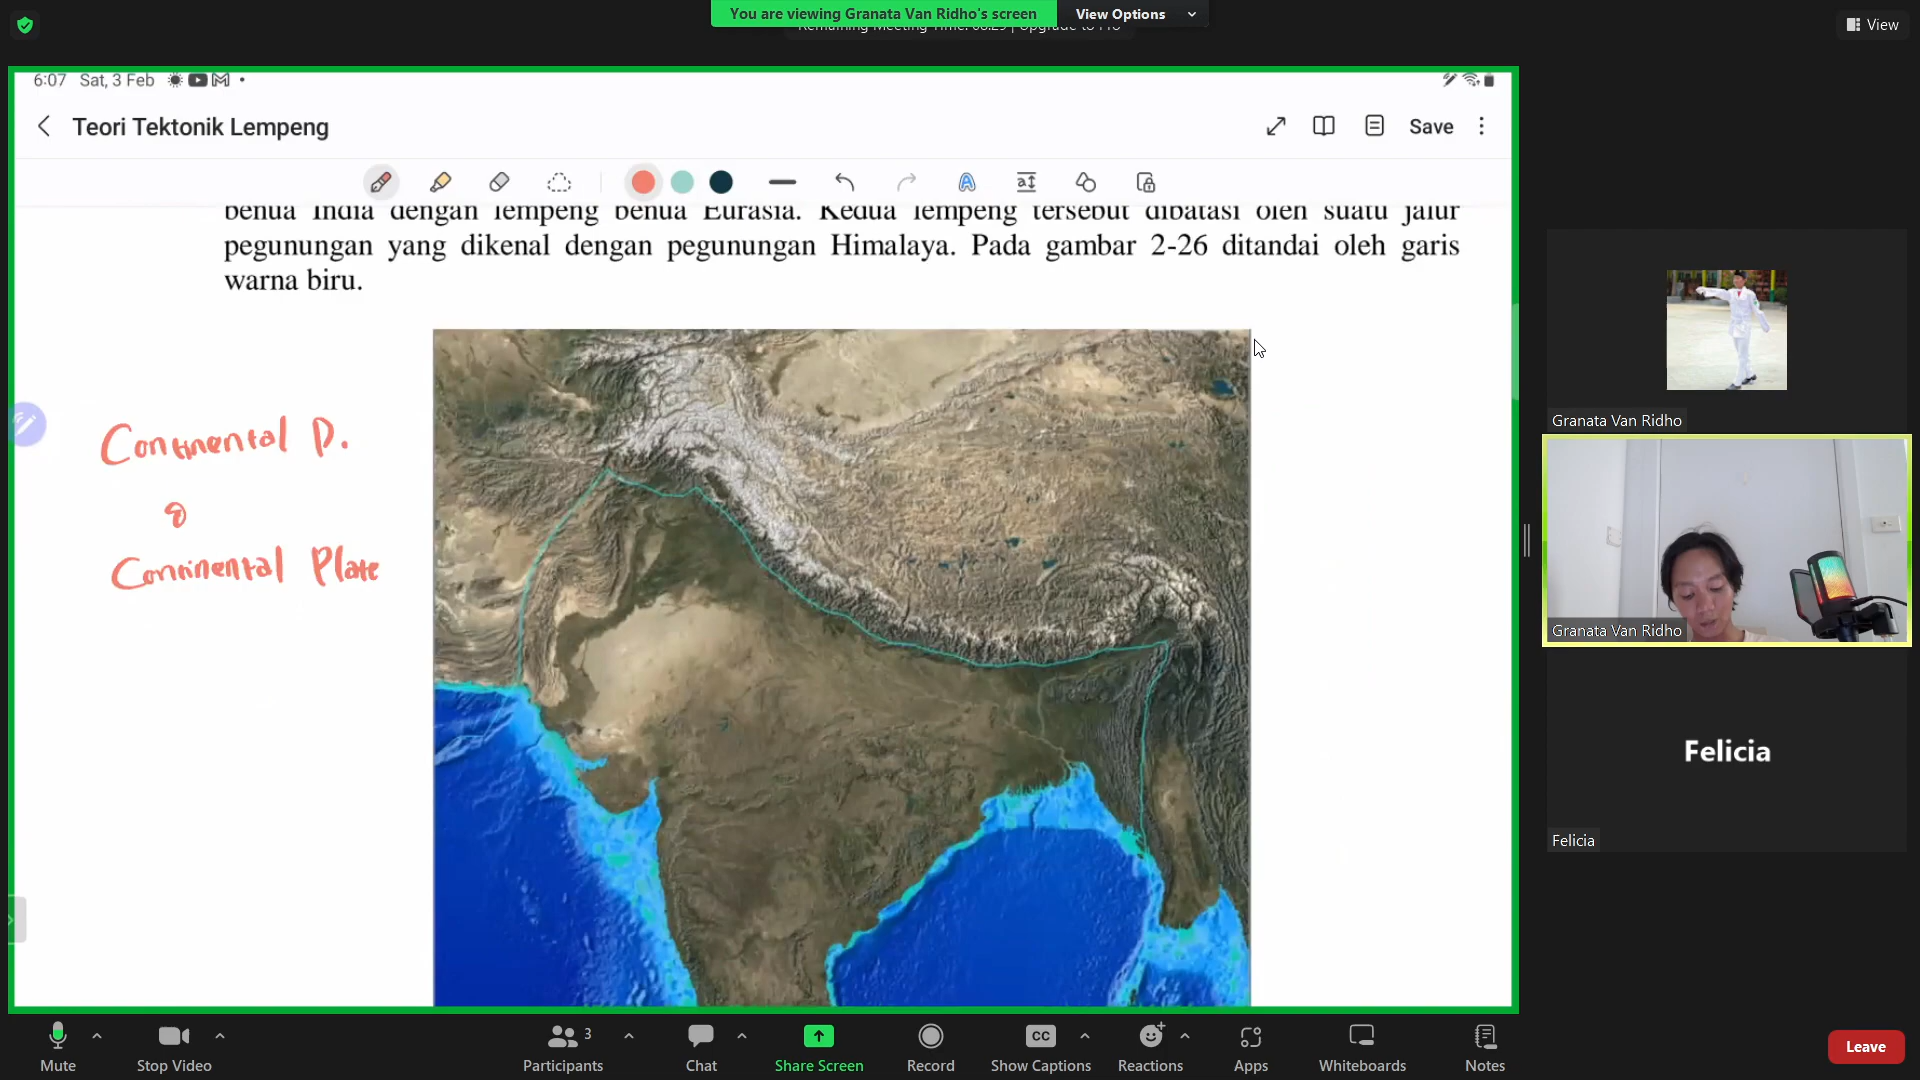 You are viewing Granata Van Ridho's screen
View Options
View
6:07 Sat, 3 Feb
Teori Tektonik Lempeng
Save
benua India dengan lempeng benua Eurasia. Kedua lempeng tersebut dibatasi oleh suatu jalur
pegunungan yang dikenal dengan pegunungan Himalaya. Pada gambar 2-26 ditandai oleh garis
warna biru.
Continental P.
&
Continental Plate
Granata Van Ridho
Granata Van Ridho
Felicia
Felicia
Mute
Stop Video
Participants
3
Chat
Share Screen
Record
CC
Show Captions
Reactions
Apps
Whiteboards
Notes
Leave